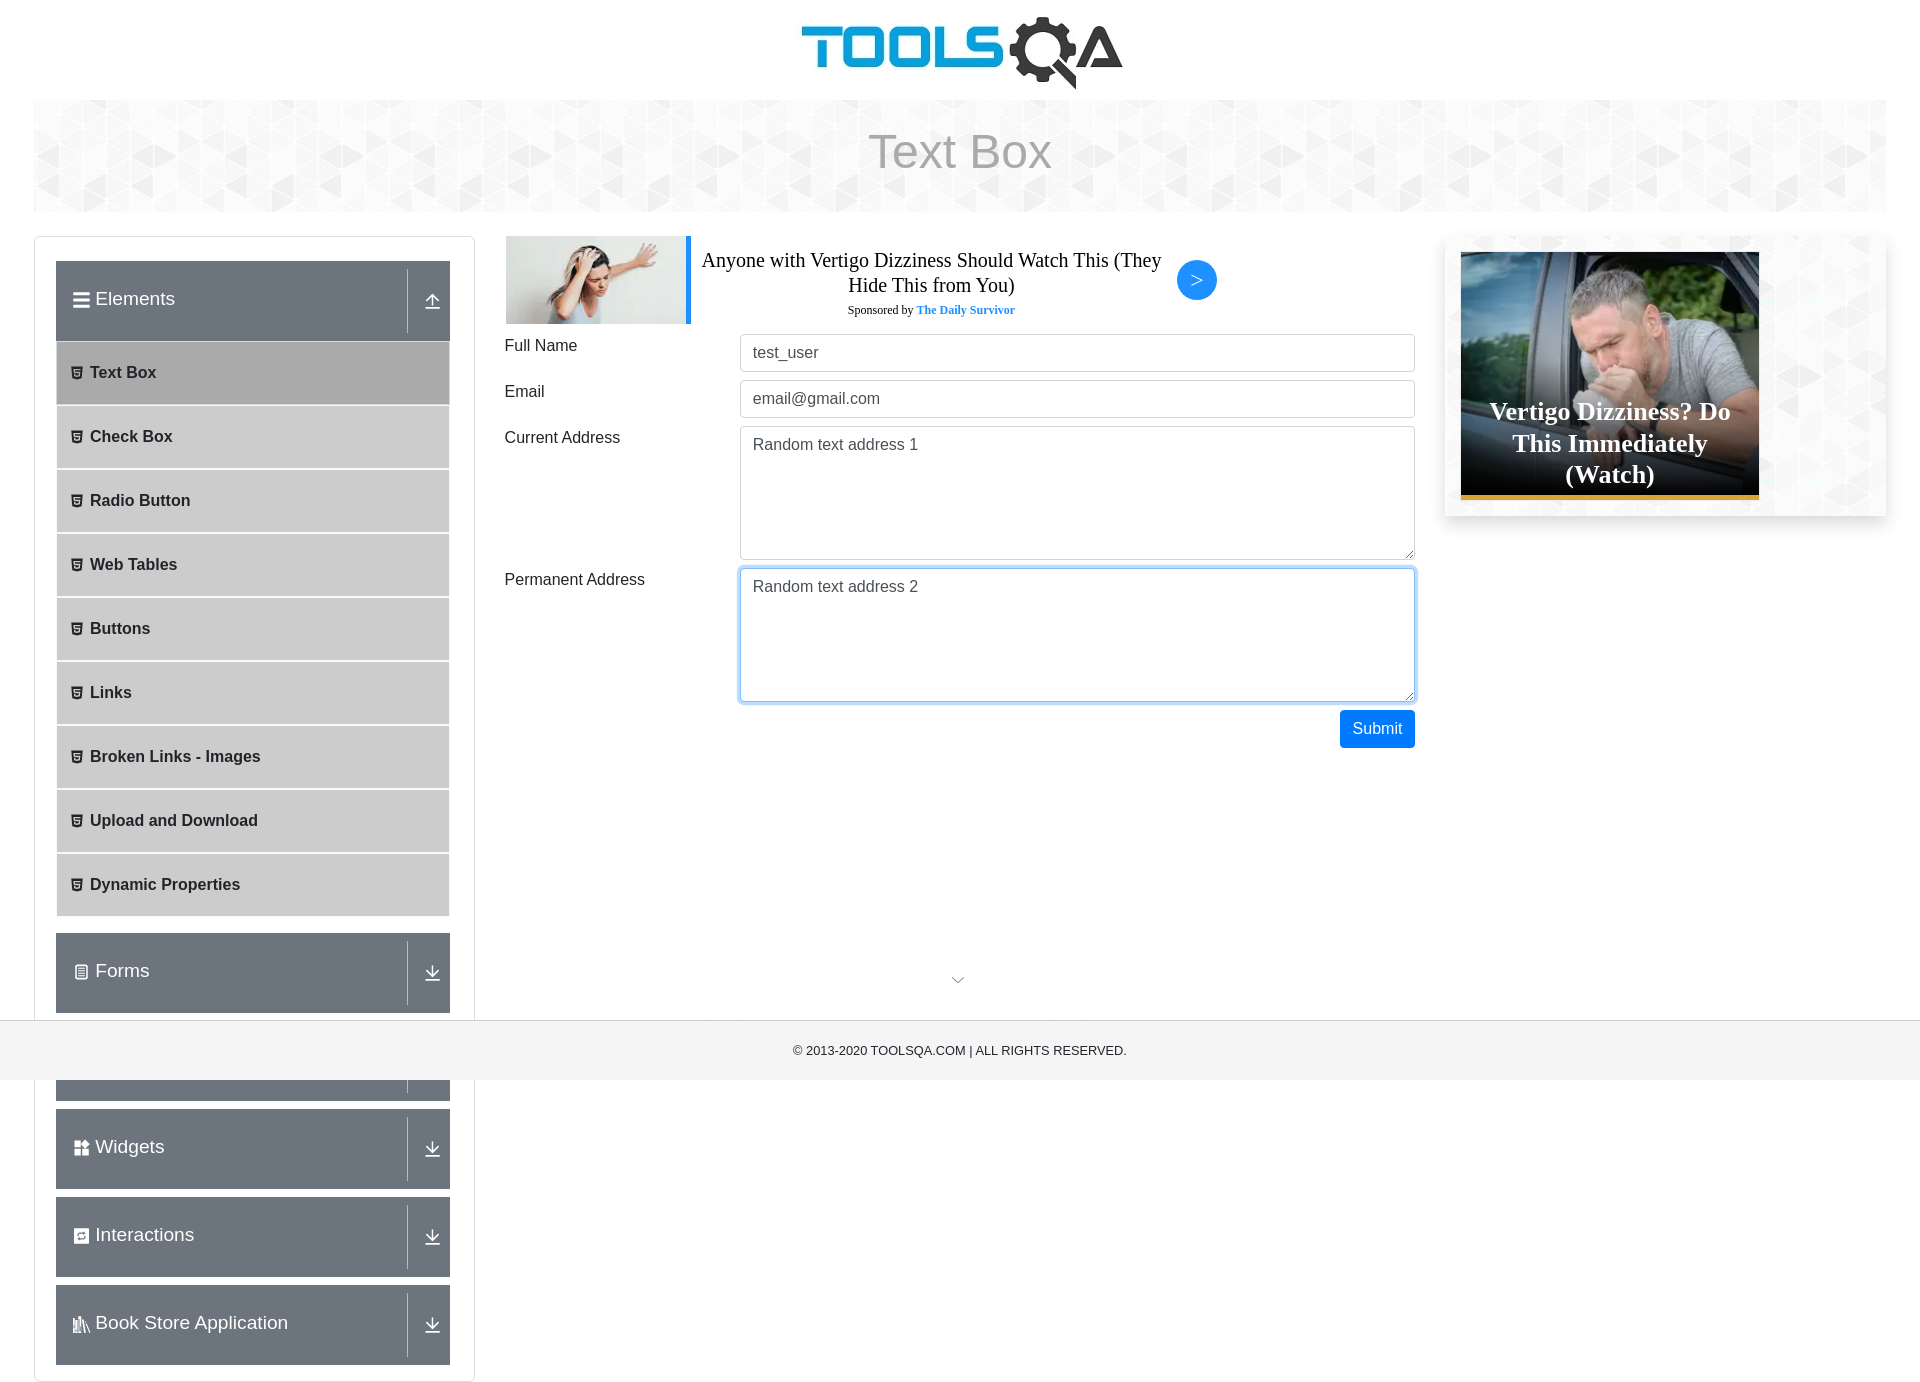 TOOLSQA
Text Box
Elements
Text Box
Check Box
Radio Button
Web Tables
Buttons
Links
Broken Links - Images
Upload and Download
Dynamic Properties
Forms
Widgets
Interactions
Book Store Application
Anyone with Vertigo Dizziness Should Watch This (They
Hide This from You)
Sponsored by The Daily Survivor
>
Full Name
test_user
Email
email@gmail.com
Current Address
Random text address 1
Permanent Address
Random text address 2
Submit
Vertigo Dizziness? Do
This Immediately
(Watch)
© 2013-2020 TOOLSQA.COM | ALL RIGHTS RESERVED.